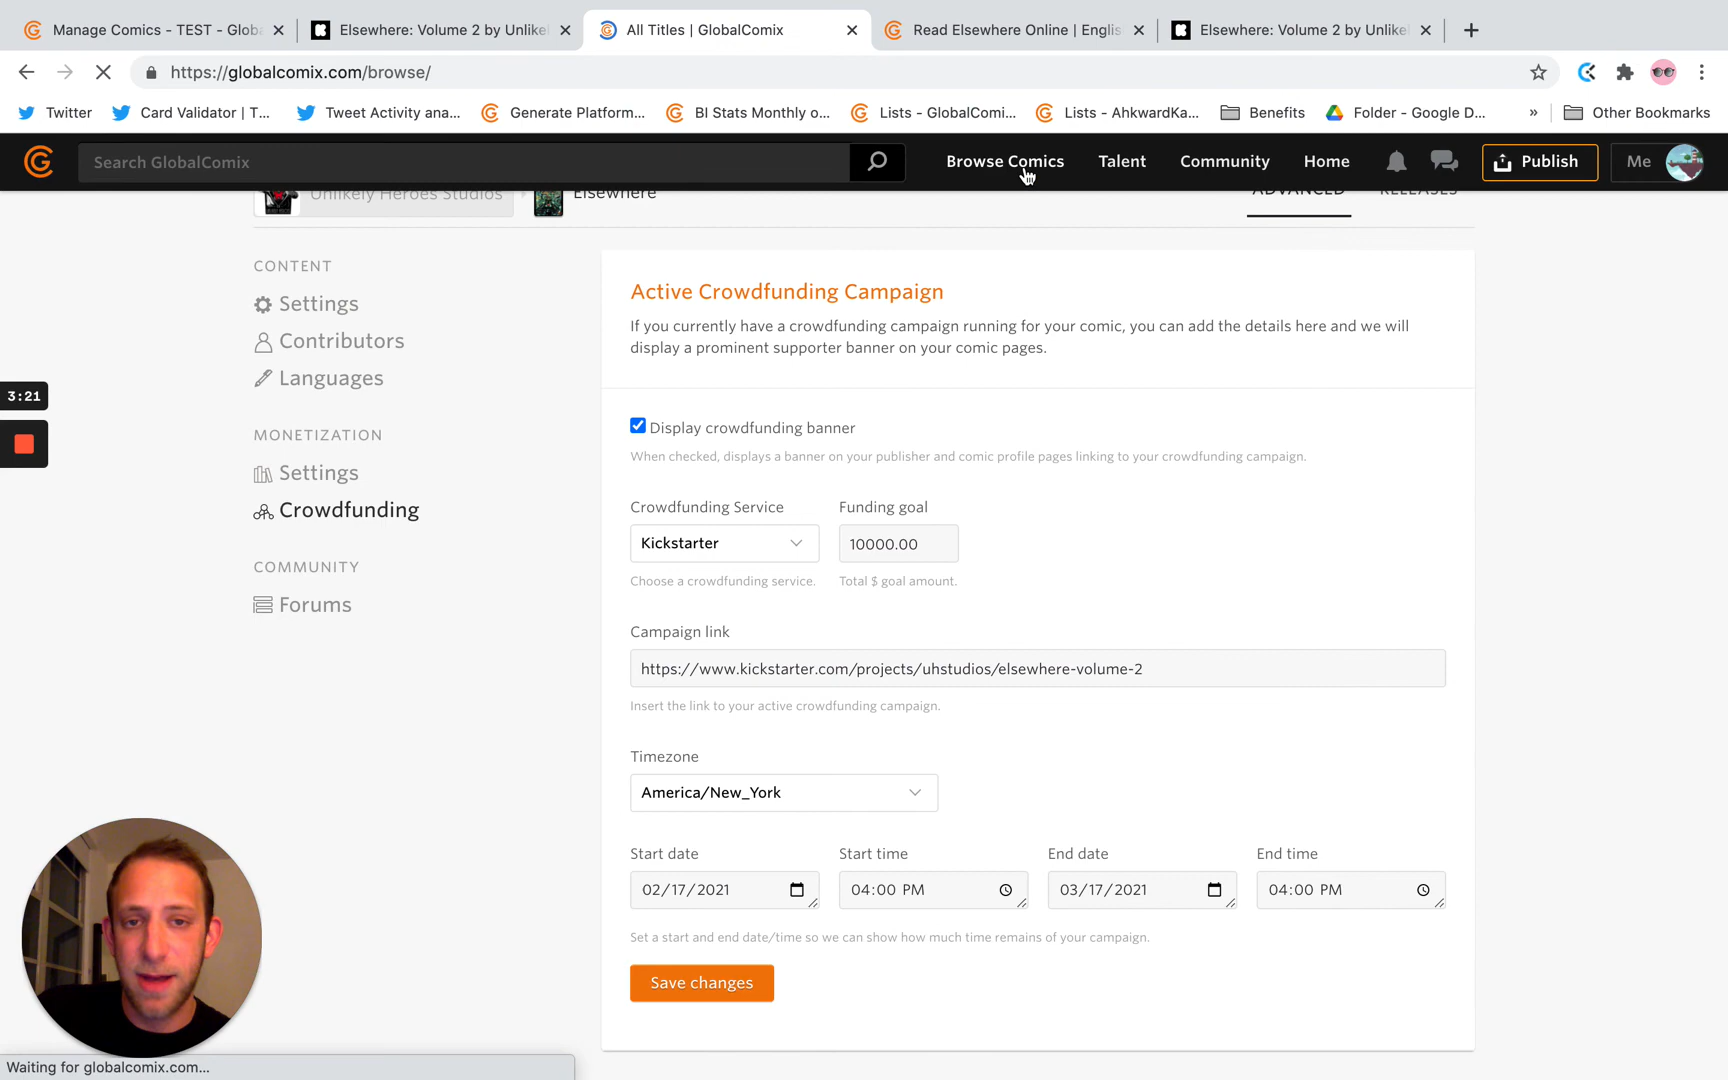 Manage Comics - TEST - Glob
Elsewhere: Volume 2 by Unlike
All Titles | GlobalComix
Read Elsewhere Online | Englis
Elsewhere: Volume 2 by Unlike
https://globalcomix.com/browse/
Twitter
Card Validator | T...
Tweet Activity ana...
Generate Platform...
BI Stats Monthly o...
Lists - GlobalComi...
Lists - AhkwardKa...
Benefits
Folder - Google D...
»
Other Bookmarks
Search GlobalComix
Browse Comics
Talent
Community
Home
Publish
Me
Unlikely Heroes Studios
Elsewhere
ADVANCED
RELEASES
CONTENT
Settings
Contributors
Languages
MONETIZATION
Settings
Crowdfunding
COMMUNITY
Forums
3:21
Active Crowdfunding Campaign
If you currently have a crowdfunding campaign running for your comic, you can add the details here and we will
display a prominent supporter banner on your comic pages.
Display crowdfunding banner
When checked, displays a banner on your publisher and comic profile pages linking to your crowdfunding campaign.
Crowdfunding Service
Funding goal
Kickstarter
10000.00
Choose a crowdfunding service.
Total $ goal amount.
Campaign link
https://www.kickstarter.com/projects/uhstudios/elsewhere-volume-2
Insert the link to your active crowdfunding campaign.
Timezone
America/New_York
Start date
Start time
End date
End time
02/17/2021
04:00 PM
03/17/2021
04:00 PM
Set a start and end date/time so we can show how much time remains of your campaign.
Save changes
Waiting for globalcomix.com...